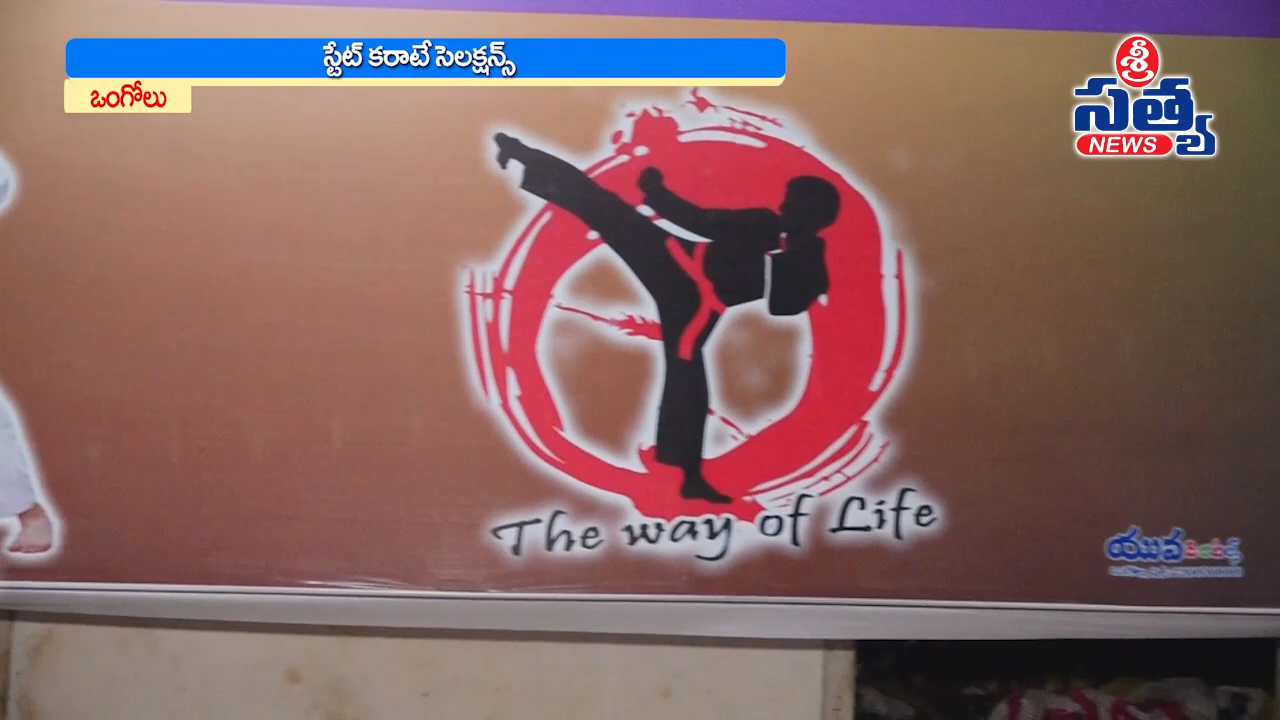 స్టేట్ కరాటే సెలక్షన్స్
ఒంగోలు
శ్రీ
సత్య
NEWS
The way of Life
యువ